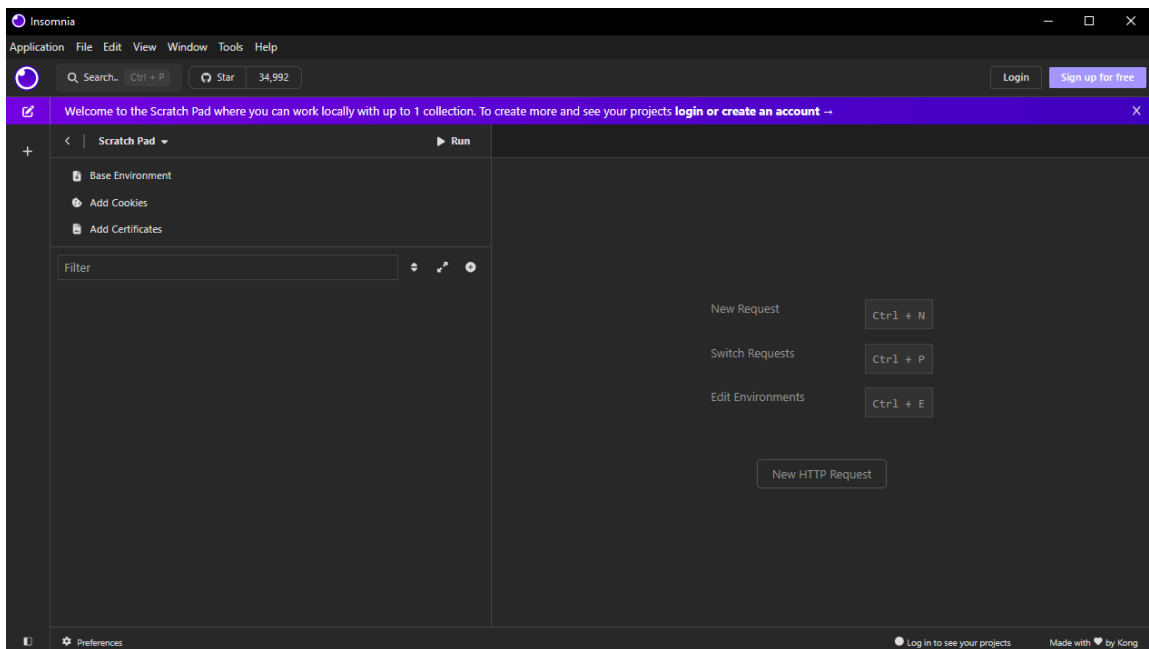 Insomnia
Application File Edit View Window Tools Help
Search.. Ctrl + P Star 34,992 Login Sign up for free
Welcome to the Scratch Pad where you can work locally with up to 1 collection. To create more and see your projects login or create an account → X
Scratch Pad Run
Base Environment
Add Cookies
Add Certificates
Filter
New Request Ctrl + N
Switch Requests Ctrl + P
Edit Environments Ctrl + E
New HTTP Request
Preferences Log in to see your projects Made with ♥ by Kong